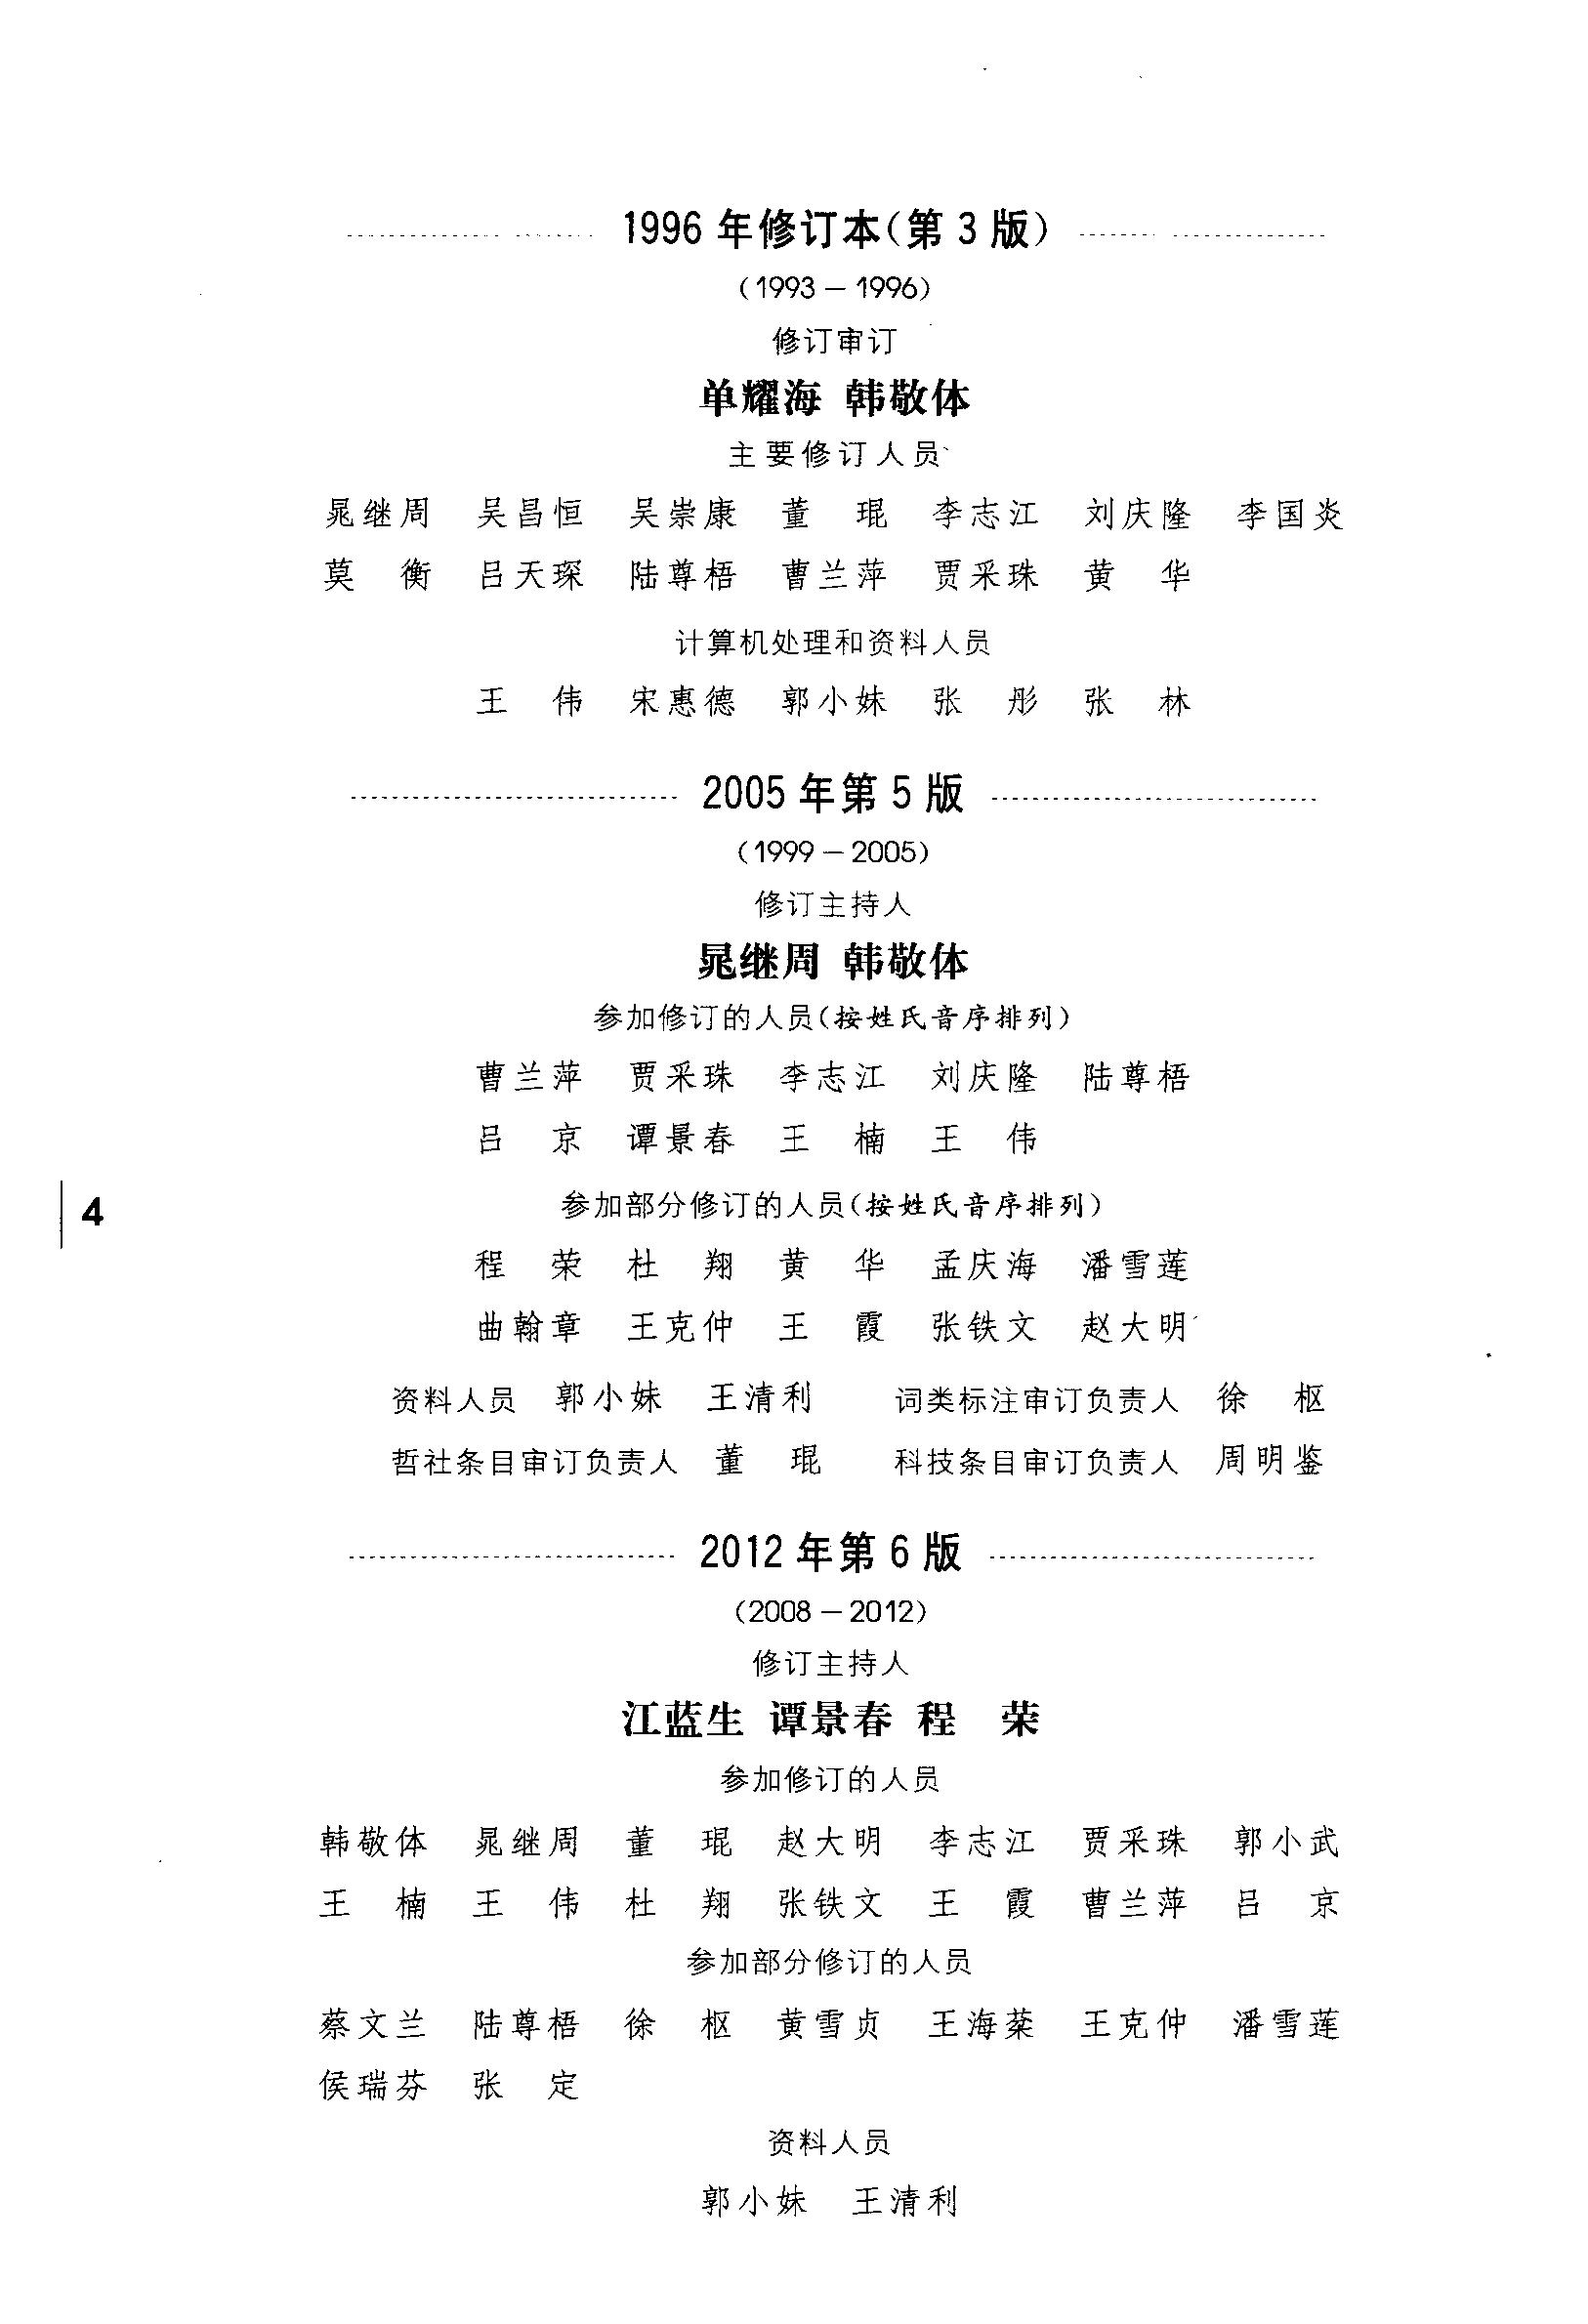 1996 年修订本(第 3 版)
(1993 — 1996)
修订审订
单耀海 韩敬体
主要修订人员
晁继周 吴昌恒 吴崇康 董 琨 李志江 刘庆隆 李国炎
莫 衡 吕天琛 陆尊梧 曹兰萍 贾采珠 黄 华
计算机处理和资料人员
王 伟 宋惠德 郭小妹 张 彤 张 林
2005 年第 5 版
(1999 — 2005)
修订主持人
晁继周 韩敬体
参加修订的人员(按姓氏音序排列)
曹兰萍 贾采珠 李志江 刘庆隆 陆尊梧
吕 京 谭景春 王 楠 王 伟
4
参加部分修订的人员(按姓氏音序排列)
程 荣 杜 翔 黄 华 孟庆海 潘雪莲
曲翰章 王克仲 王 霞 张铁文 赵大明
资料人员 郭小妹 王清利 词类标注审订负责人 徐 枢
哲社条目审订负责人 董 琨 科技条目审订负责人 周明鉴
2012 年第 6 版
(2008 — 2012)
修订主持人
江蓝生 谭景春 程 荣
参加修订的人员
韩敬体 晁继周 董 琨 赵大明 李志江 贾采珠 郭小武
王 楠 王 伟 杜 翔 张铁文 王 霞 曹兰萍 吕 京
参加部分修订的人员
蔡文兰 陆尊梧 徐 枢 黄雪贞 王海棻 王克仲 潘雪莲
侯瑞芬 张 定
资料人员
郭小妹 王清利